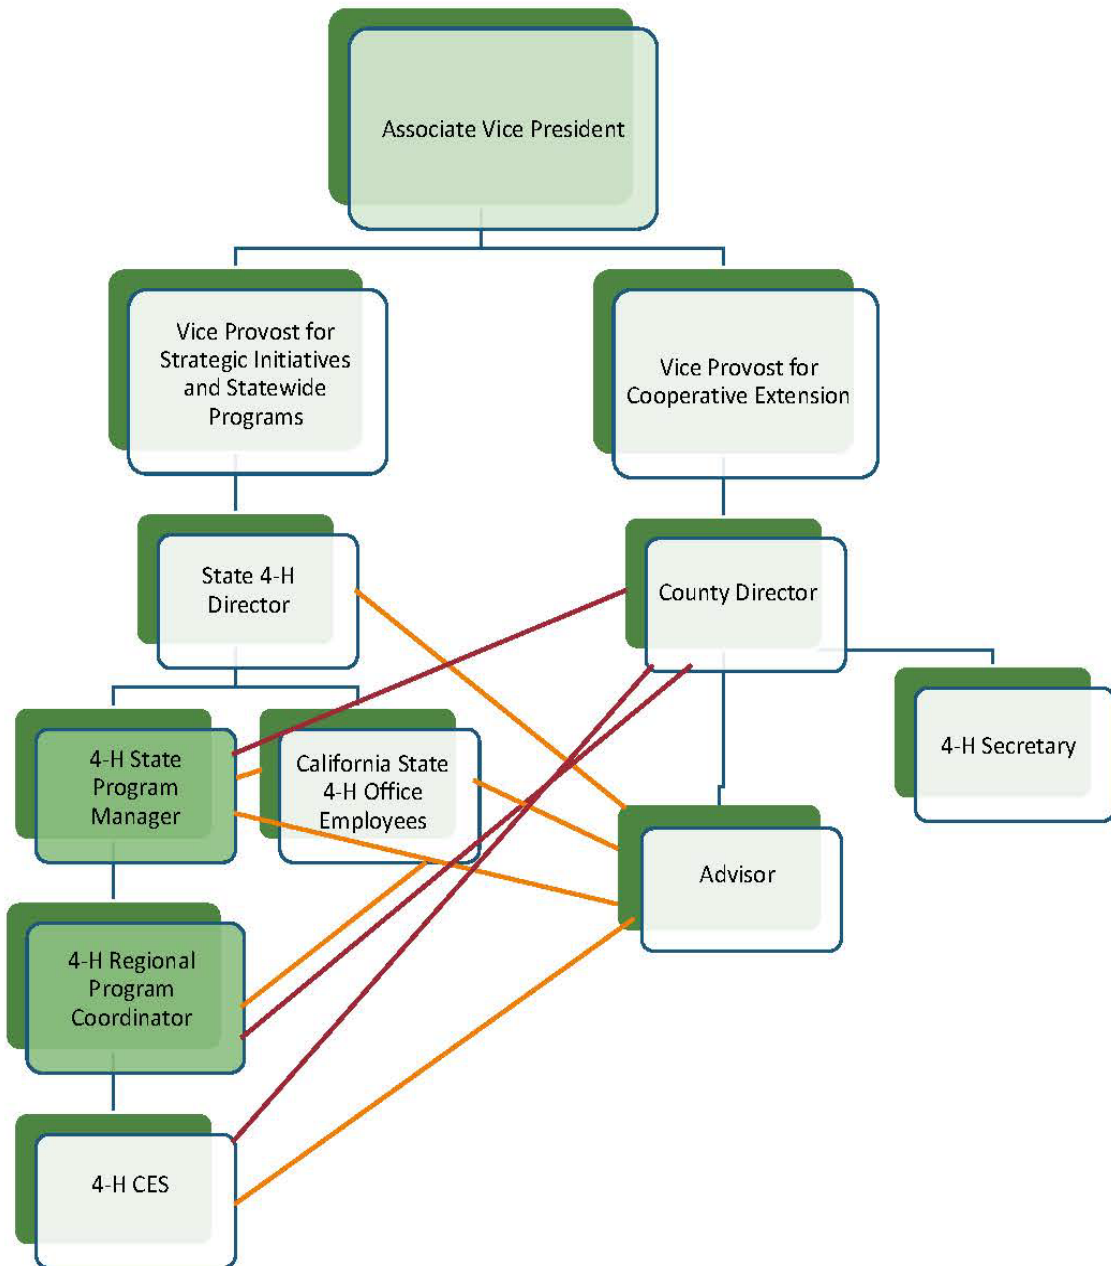 Associate Vice President
Vice Provost for
Strategic Initiatives
and Statewide
Programs
Vice Provost for
Cooperative Extension
State 4-H
Director
County Director
4-H State
Program
Manager
California State
4-H Office
Employees
4-H Secretary
Advisor
4-H Regional
Program
Coordinator
4-H CES